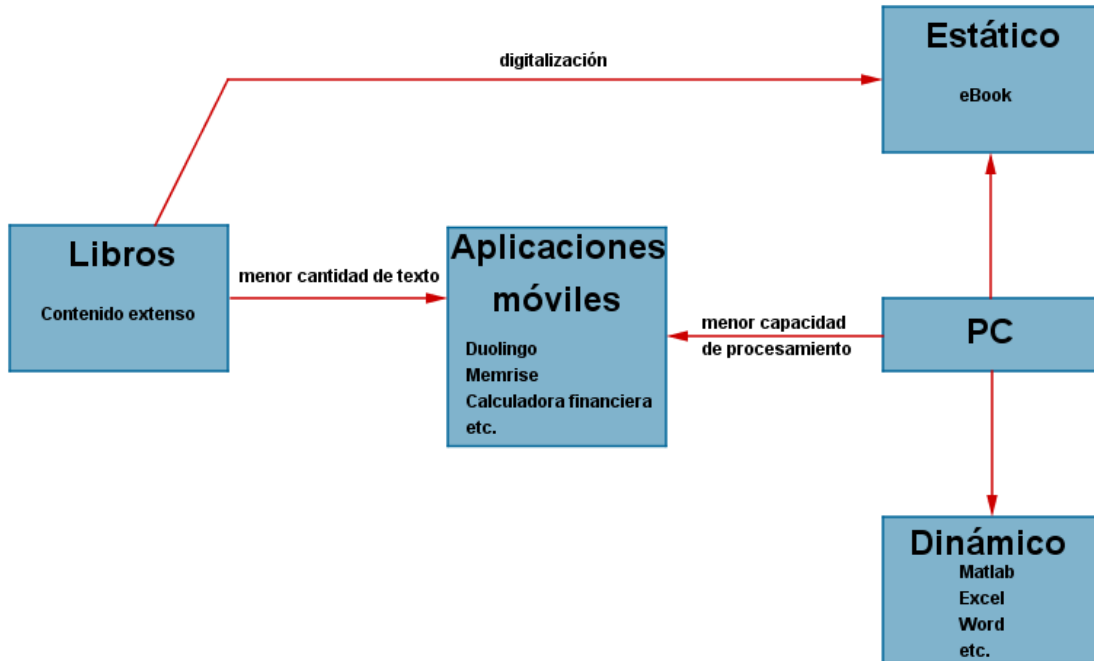 Estático
eBook
digitalización
Libros
Contenido extenso
menor cantidad de texto
Aplicaciones
móviles
Duolingo
Memrise
Calculadora financiera
etc.
menor capacidad
de procesamiento
PC
Dinámico
Matlab
Excel
Word
etc.